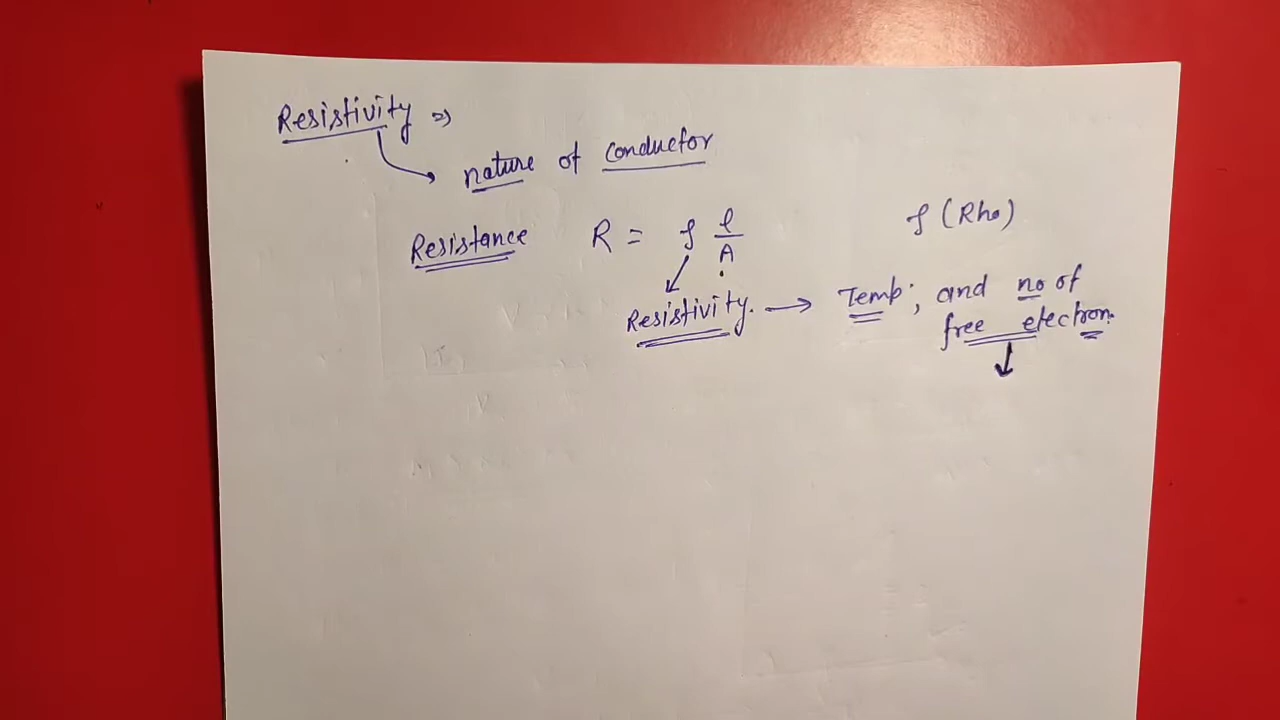 Resistivity ⇒
nature of conductor
Resistance R = ρ l/A
ρ (Rho)
Resistivity. → Temp; and no of
free electron.